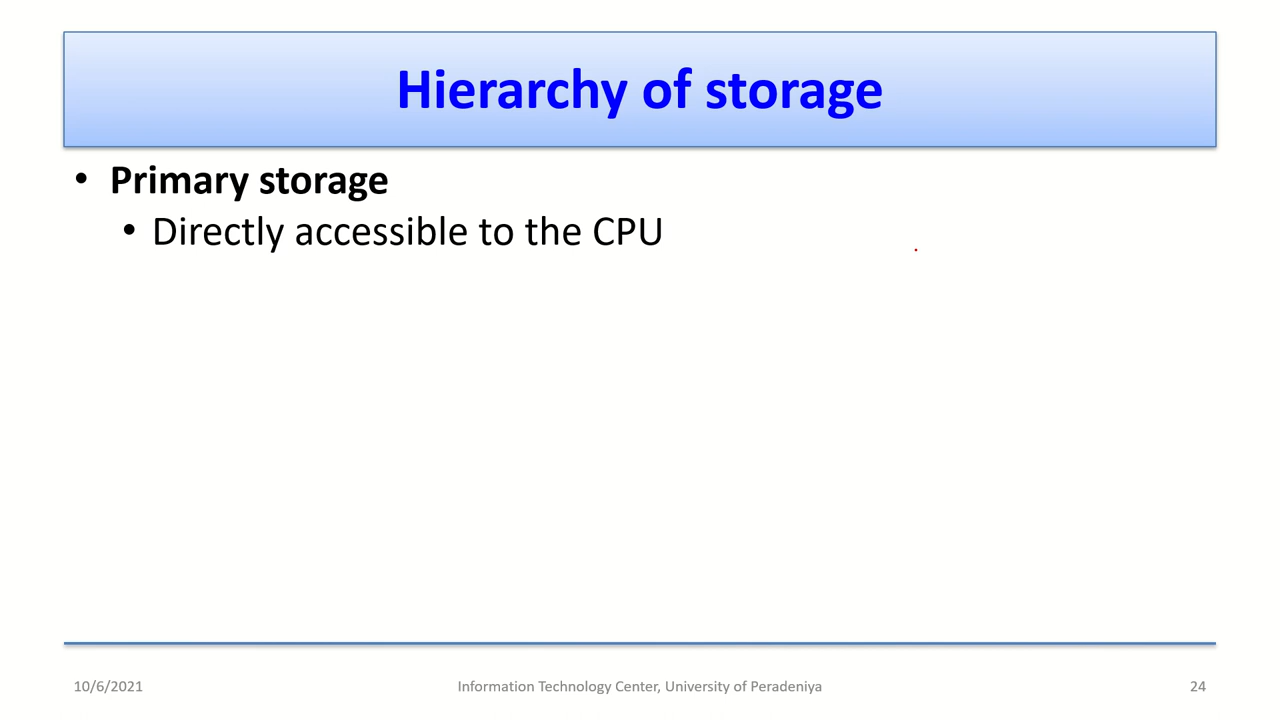 Hierarchy of storage
• Primary storage
• Directly accessible to the CPU
10/6/2021
Information Technology Center, University of Peradeniya
24